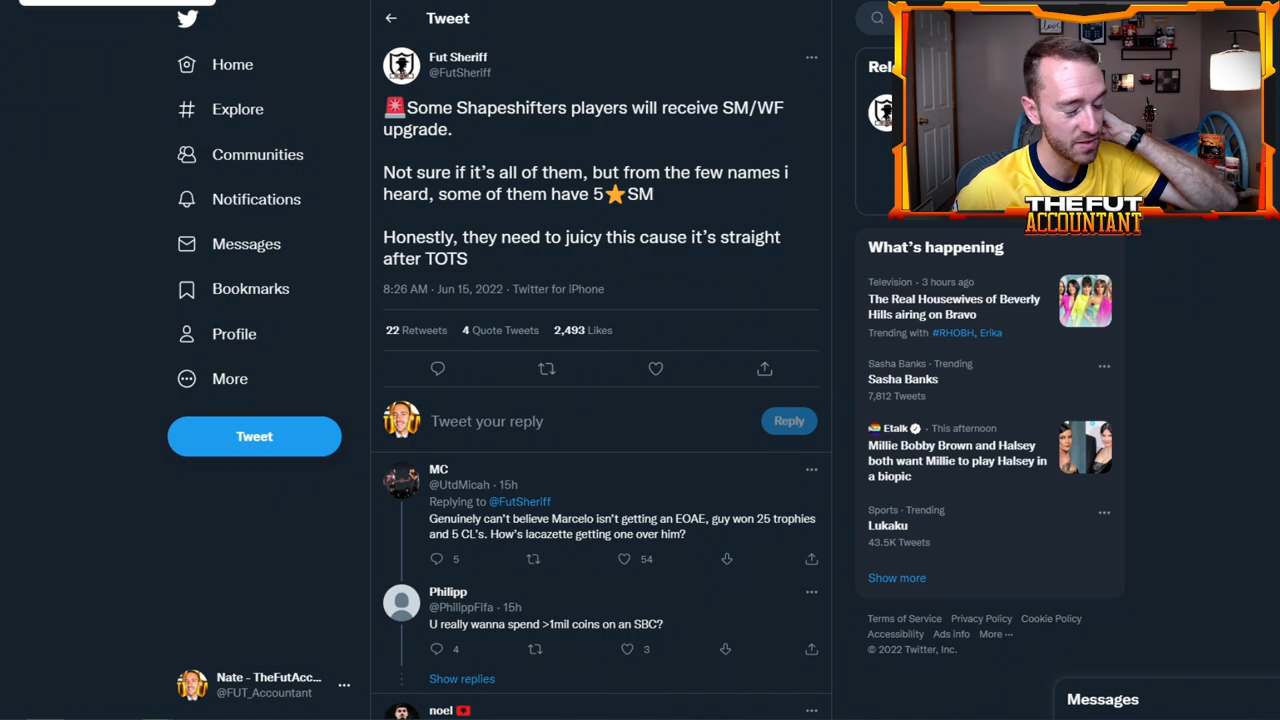 Home
Explore
Communities
Notifications
Messages
Bookmarks
Profile
More
Tweet
Nate - TheFutAcc...
@FUT_Accountant
Tweet
Fut Sheriff
@FutSheriff
🚨Some Shapeshifters players will receive SM/WF
upgrade.
Not sure if it’s all of them, but from the few names i
heard, some of them have 5⭐SM
Honestly, they need to juicy this cause it’s straight
after TOTS
8:26 AM · Jun 15, 2022 · Twitter for iPhone
22 Retweets 4 Quote Tweets 2,493 Likes
Tweet your reply
Reply
MC
@UtdMicah · 15h
Replying to @FutSheriff
Genuinely can’t believe Marcelo isn’t getting an EOAE, guy won 25 trophies
and 5 CL’s. How’s lacazette getting one over him?
5 54
Philipp
@PhilippFifa · 15h
U really wanna spend >1mil coins on an SBC?
4 3
Show replies
noel
THE FUT
ACCOUNTANT
What’s happening
Television · 3 hours ago
The Real Housewives of Beverly
Hills airing on Bravo
Trending with #RHOBH, Erika
Sasha Banks · Trending
Sasha Banks
7,812 Tweets
Etalk · This afternoon
Millie Bobby Brown and Halsey
both want Millie to play Halsey in
a biopic
Sports · Trending
Lukaku
43.5K Tweets
Show more
Terms of Service Privacy Policy Cookie Policy
Accessibility Ads info More ···
© 2022 Twitter, Inc.
Messages